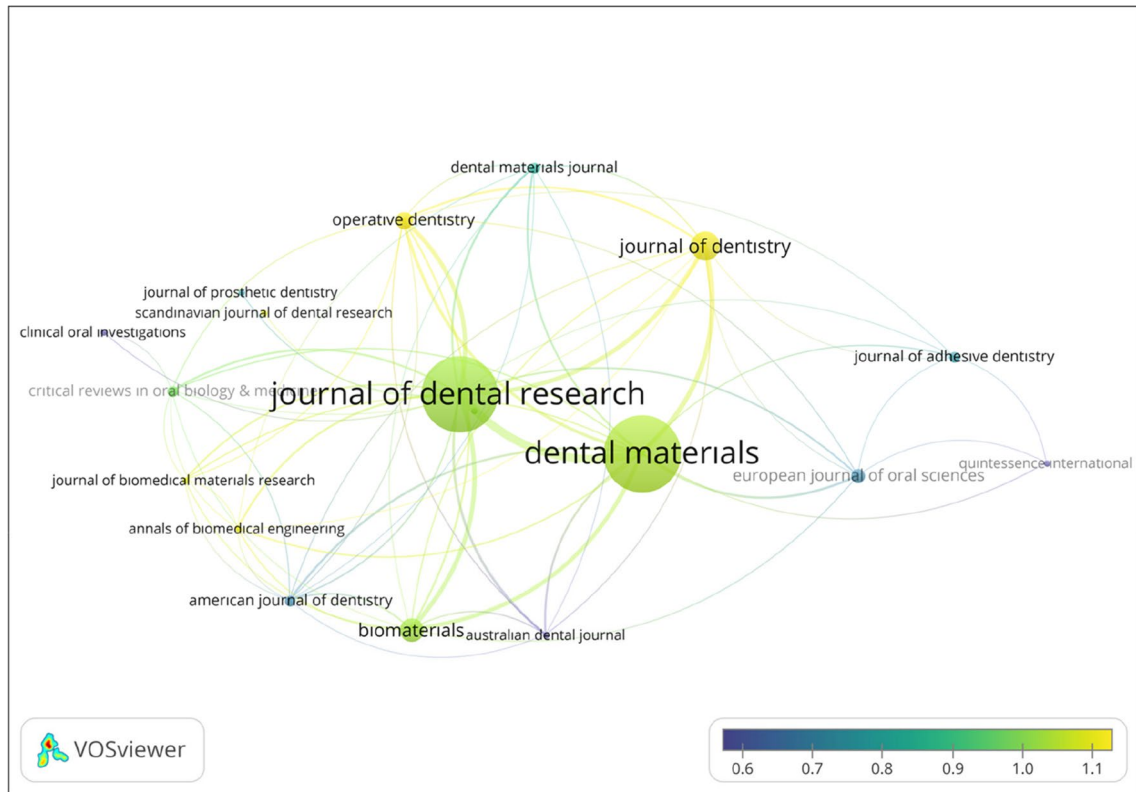 dental materials journal
operative dentistry
journal of dentistry
journal of prosthetic dentistry
scandinavian journal of dental research
clinical oral investigations
journal of adhesive dentistry
critical reviews in oral biology & medicine
journal of dental research
dental materials
quintessence international
european journal of oral sciences
journal of biomedical materials research
annals of biomedical engineering
american journal of dentistry
biomaterials
australian dental journal
VOSviewer
0.6 0.7 0.8 0.9 1.0 1.1